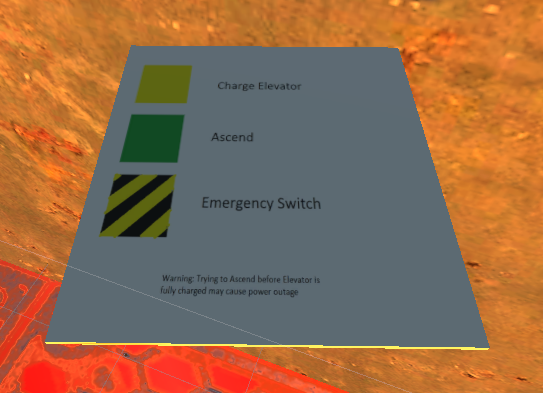 Charge Elevator
Ascend
Emergency Switch
Warning: Trying to Ascend before Elevator is
fully charged may cause power outage